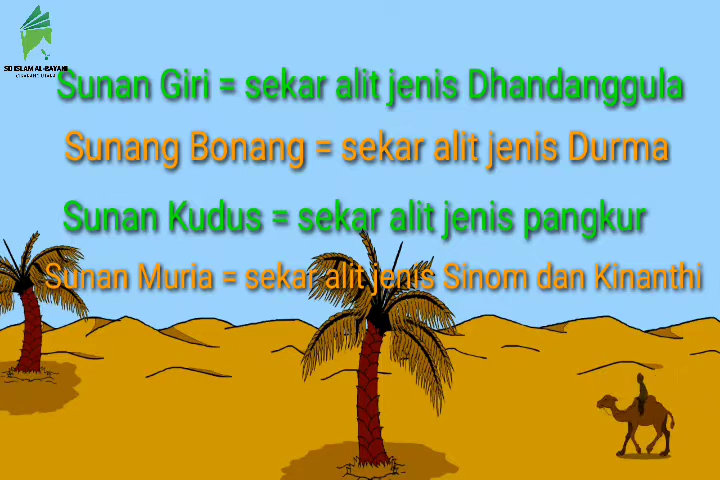 SD ISLAM AL-BAYANI
Sunan Giri = sekar alit jenis Dhandanggula
Sunang Bonang = sekar alit jenis Durma
Sunan Kudus = sekar alit jenis pangkur
Sunan Muria = sekar alit jenis Sinom dan Kinanthi